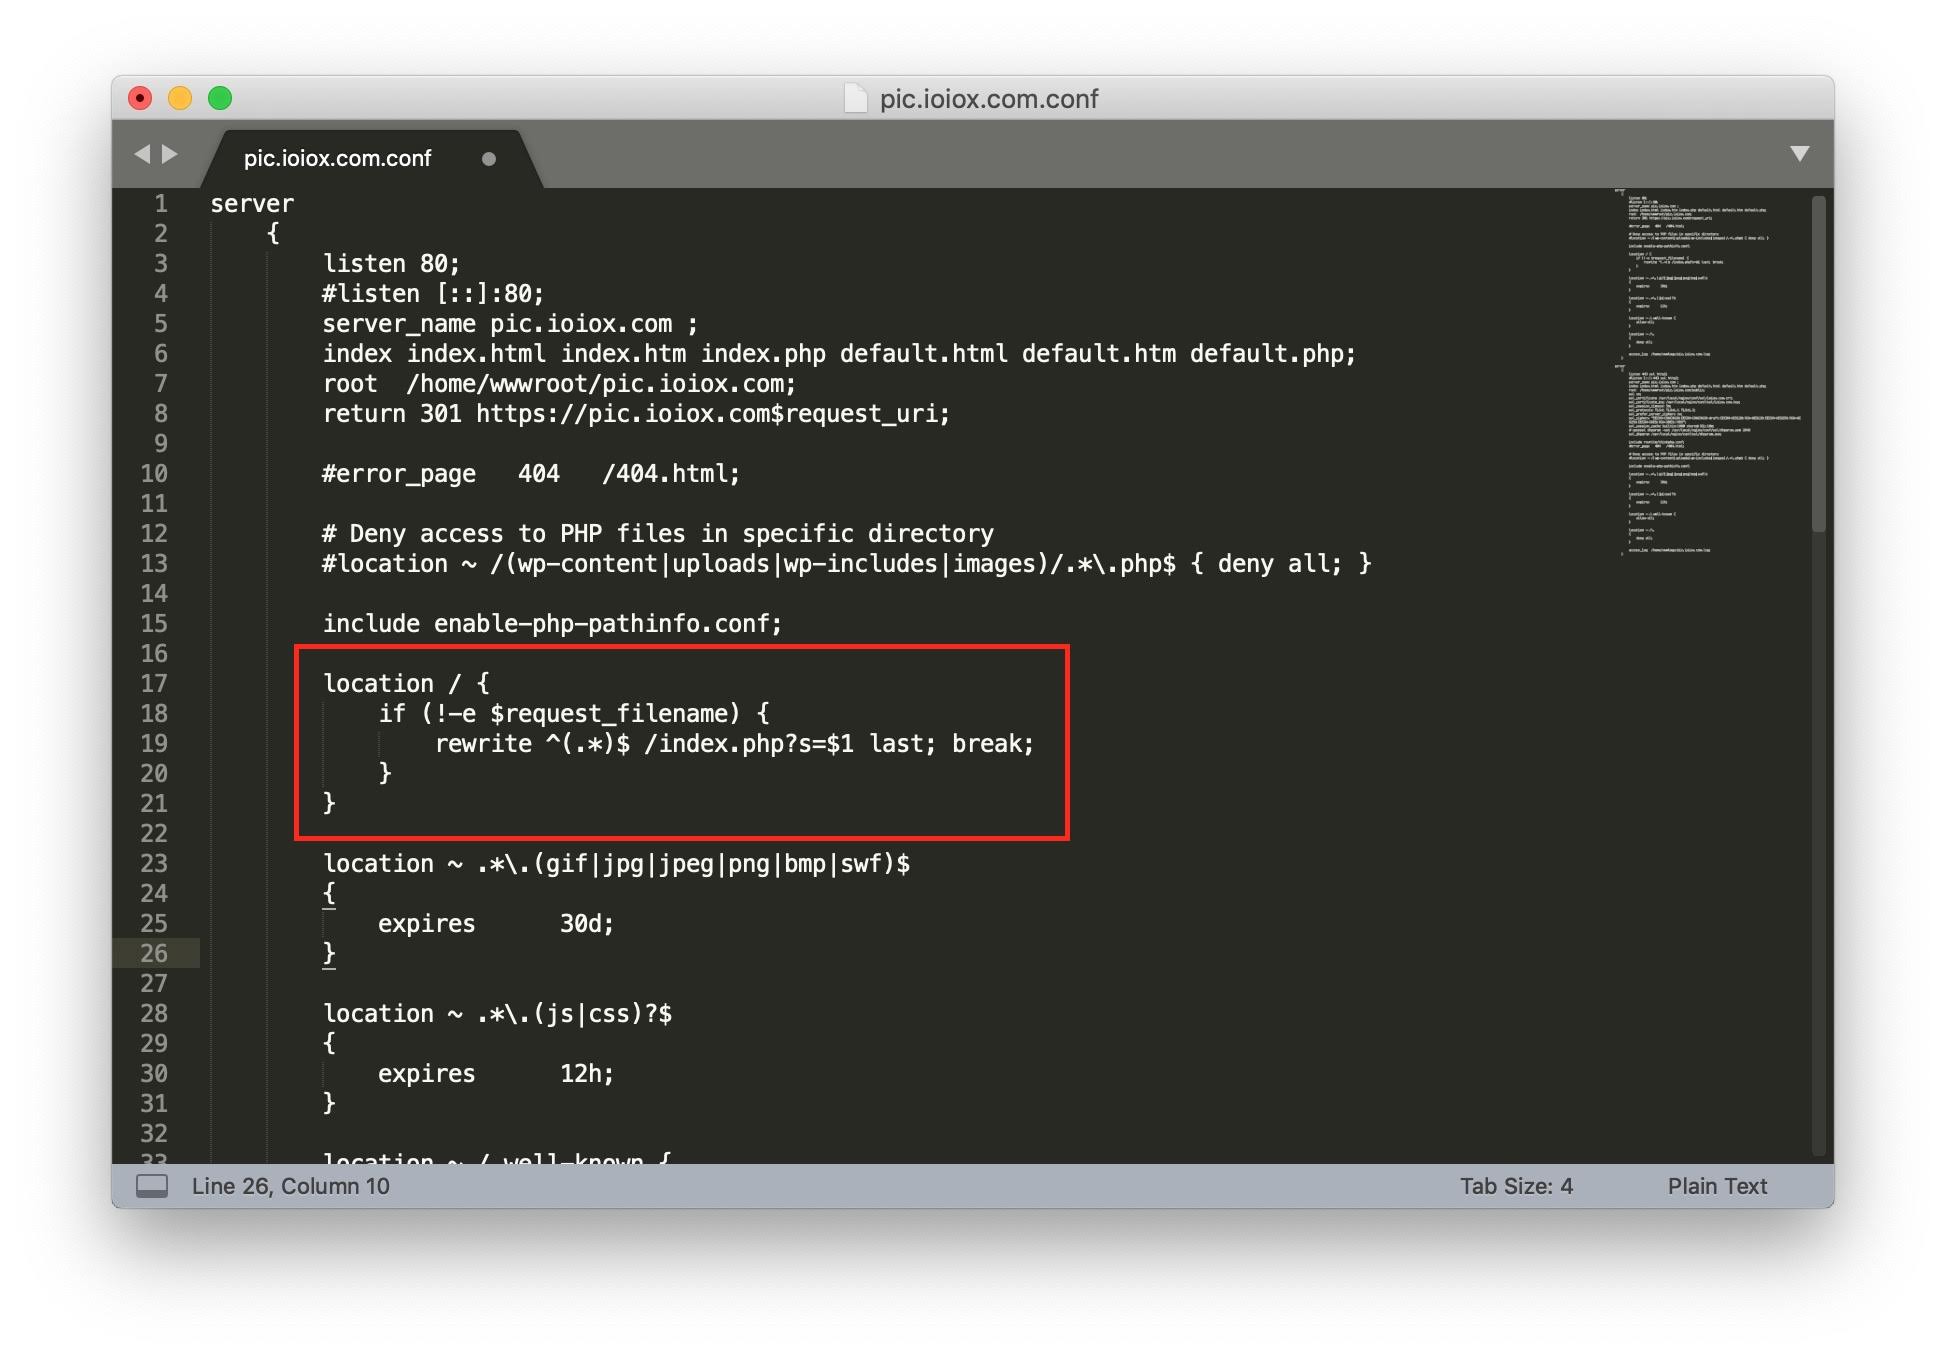 pic.ioiox.com.conf
pic.ioiox.com.conf
1 server
2 {
3 listen 80;
4 #listen [::]:80;
5 server_name pic.ioiox.com ;
6 index index.html index.htm index.php default.html default.htm default.php;
7 root  /home/wwwroot/pic.ioiox.com;
8 return 301 https://pic.ioiox.com$request_uri;
9
10 #error_page   404   /404.html;
11
12 # Deny access to PHP files in specific directory
13 #location ~ /(wp-content|uploads|wp-includes|images)/.*\.php$ { deny all; }
14
15 include enable-php-pathinfo.conf;
16
17 location / {
18 if (!-e $request_filename) {
19 rewrite ^(.*)$ /index.php?s=$1 last; break;
20 }
21 }
22
23 location ~ .*\.(gif|jpg|jpeg|png|bmp|swf)$
24 {
25 expires      30d;
26 }
27
28 location ~ .*\.(js|css)?$
29 {
30 expires      12h;
31 }
32
33 location ~ /.well-known {
Line 26, Column 10
Tab Size: 4
Plain Text